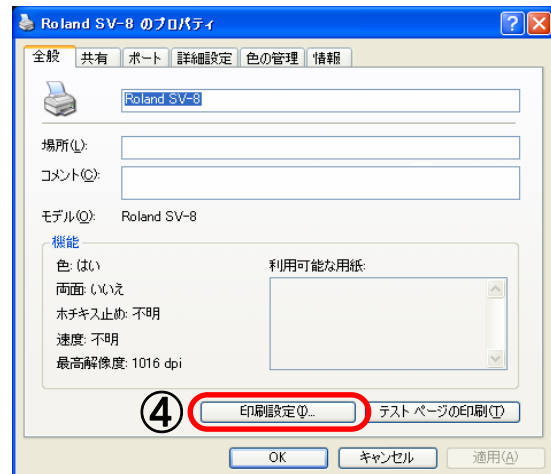 Roland SV-8 のプロパティ
全般 共有 ポート 詳細設定 色の管理 情報
Roland SV-8
場所(L):
コメント(C):
モデル(O): Roland SV-8
機能
色: はい 利用可能な用紙:
両面: いいえ
ホチキス止め: 不明
速度: 不明
最高解像度: 1016 dpi
④ 印刷設定(I)... テスト ページの印刷(T)
OK キャンセル 適用(A)